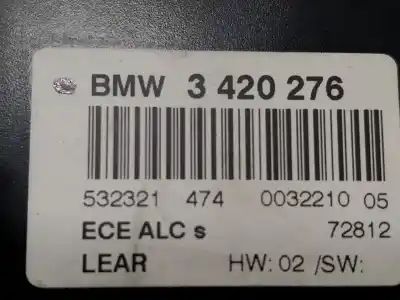 BMW 3 420 276
532321 474 0032210 05
ECE ALC s 72812
LEAR HW: 02 /SW: